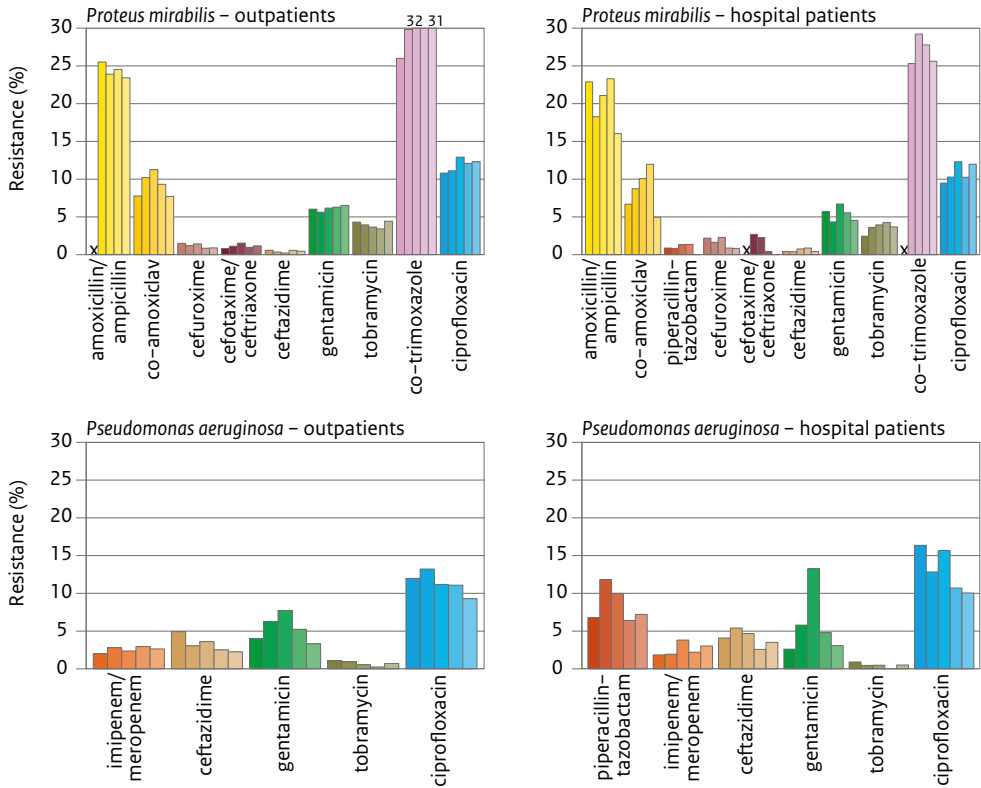 Proteus mirabilis – outpatients
32 31
30
25
20
15
10
5
0
Resistance (%)
x
amoxicillin/
ampicillin
co-amoxiclav
cefuroxime
cefotaxime/
ceftriaxone
ceftazidime
gentamicin
tobramycin
co-trimoxazole
ciprofloxacin
Proteus mirabilis – hospital patients
30
25
20
15
10
5
0
x
x
x
amoxicillin/
ampicillin
co-amoxiclav
piperacillin–
tazobactam
cefuroxime
cefotaxime/
ceftriaxone
ceftazidime
gentamicin
tobramycin
co-trimoxazole
ciprofloxacin
Pseudomonas aeruginosa – outpatients
30
25
20
15
10
5
0
Resistance (%)
imipenem/
meropenem
ceftazidime
gentamicin
tobramycin
ciprofloxacin
Pseudomonas aeruginosa – hospital patients
30
25
20
15
10
5
0
piperacillin–
tazobactam
imipenem/
meropenem
ceftazidime
gentamicin
tobramycin
ciprofloxacin